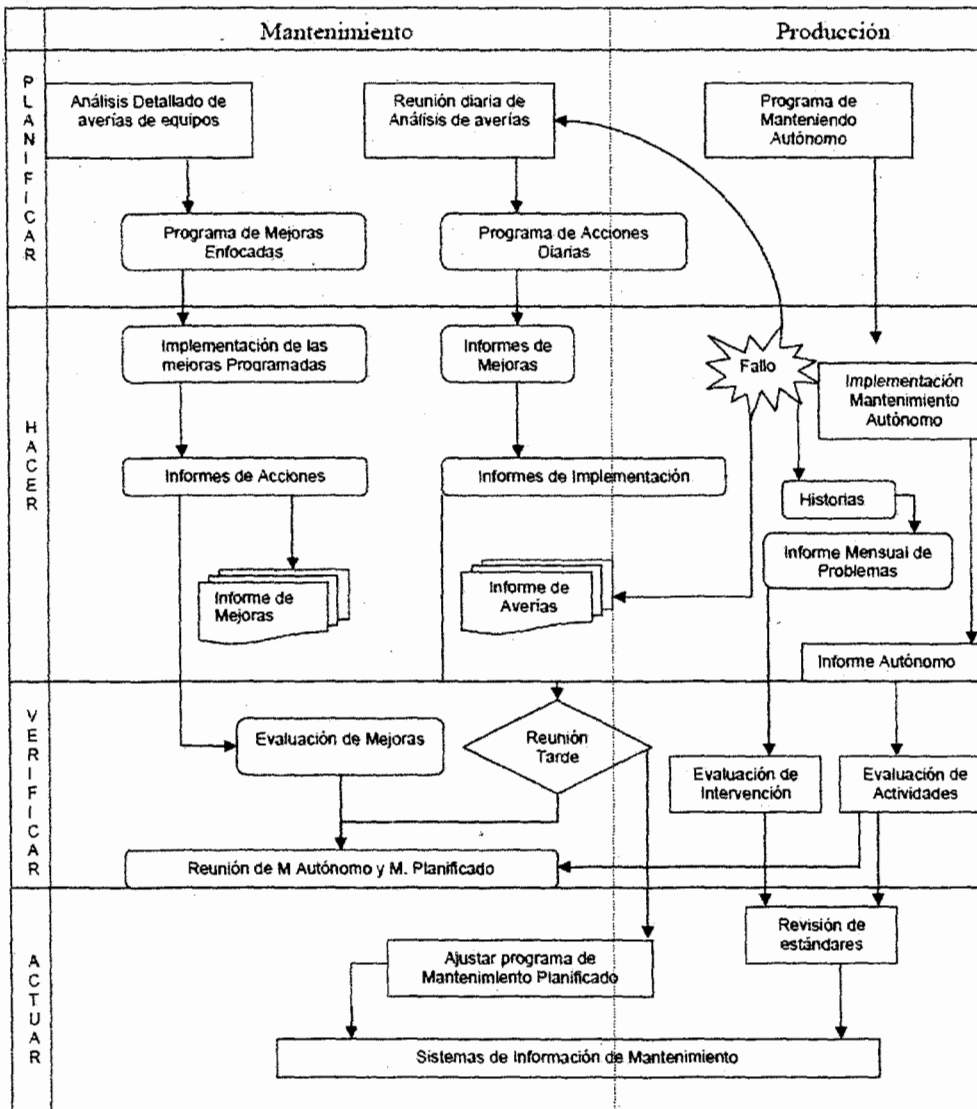 Mantenimiento
Producción
PLANIFICAR
Análisis Detallado de
averías de equipos
Reunión diaria de
Análisis de averías
Programa de
Manteniendo
Autónomo
Programa de Mejoras
Enfocadas
Programa de Acciones
Diarias
HACER
Implementación de las
mejoras Programadas
Informes de
Mejoras
Fallo
Implementación
Mantenimiento
Autónomo
Informes de Acciones
Informes de Implementación
Historias
Informe Mensual de
Problemas
Informe de
Mejoras
Informe de
Averías
Informe Autónomo
VERIFICAR
Evaluación de Mejoras
Reunión
Tarde
Evaluación de
Intervención
Evaluación de
Actividades
Reunión de M Autónomo y M. Planificado
ACTUAR
Revisión de
estándares
Ajustar programa de
Mantenimiento Planificado
Sistemas de Información de Mantenimiento